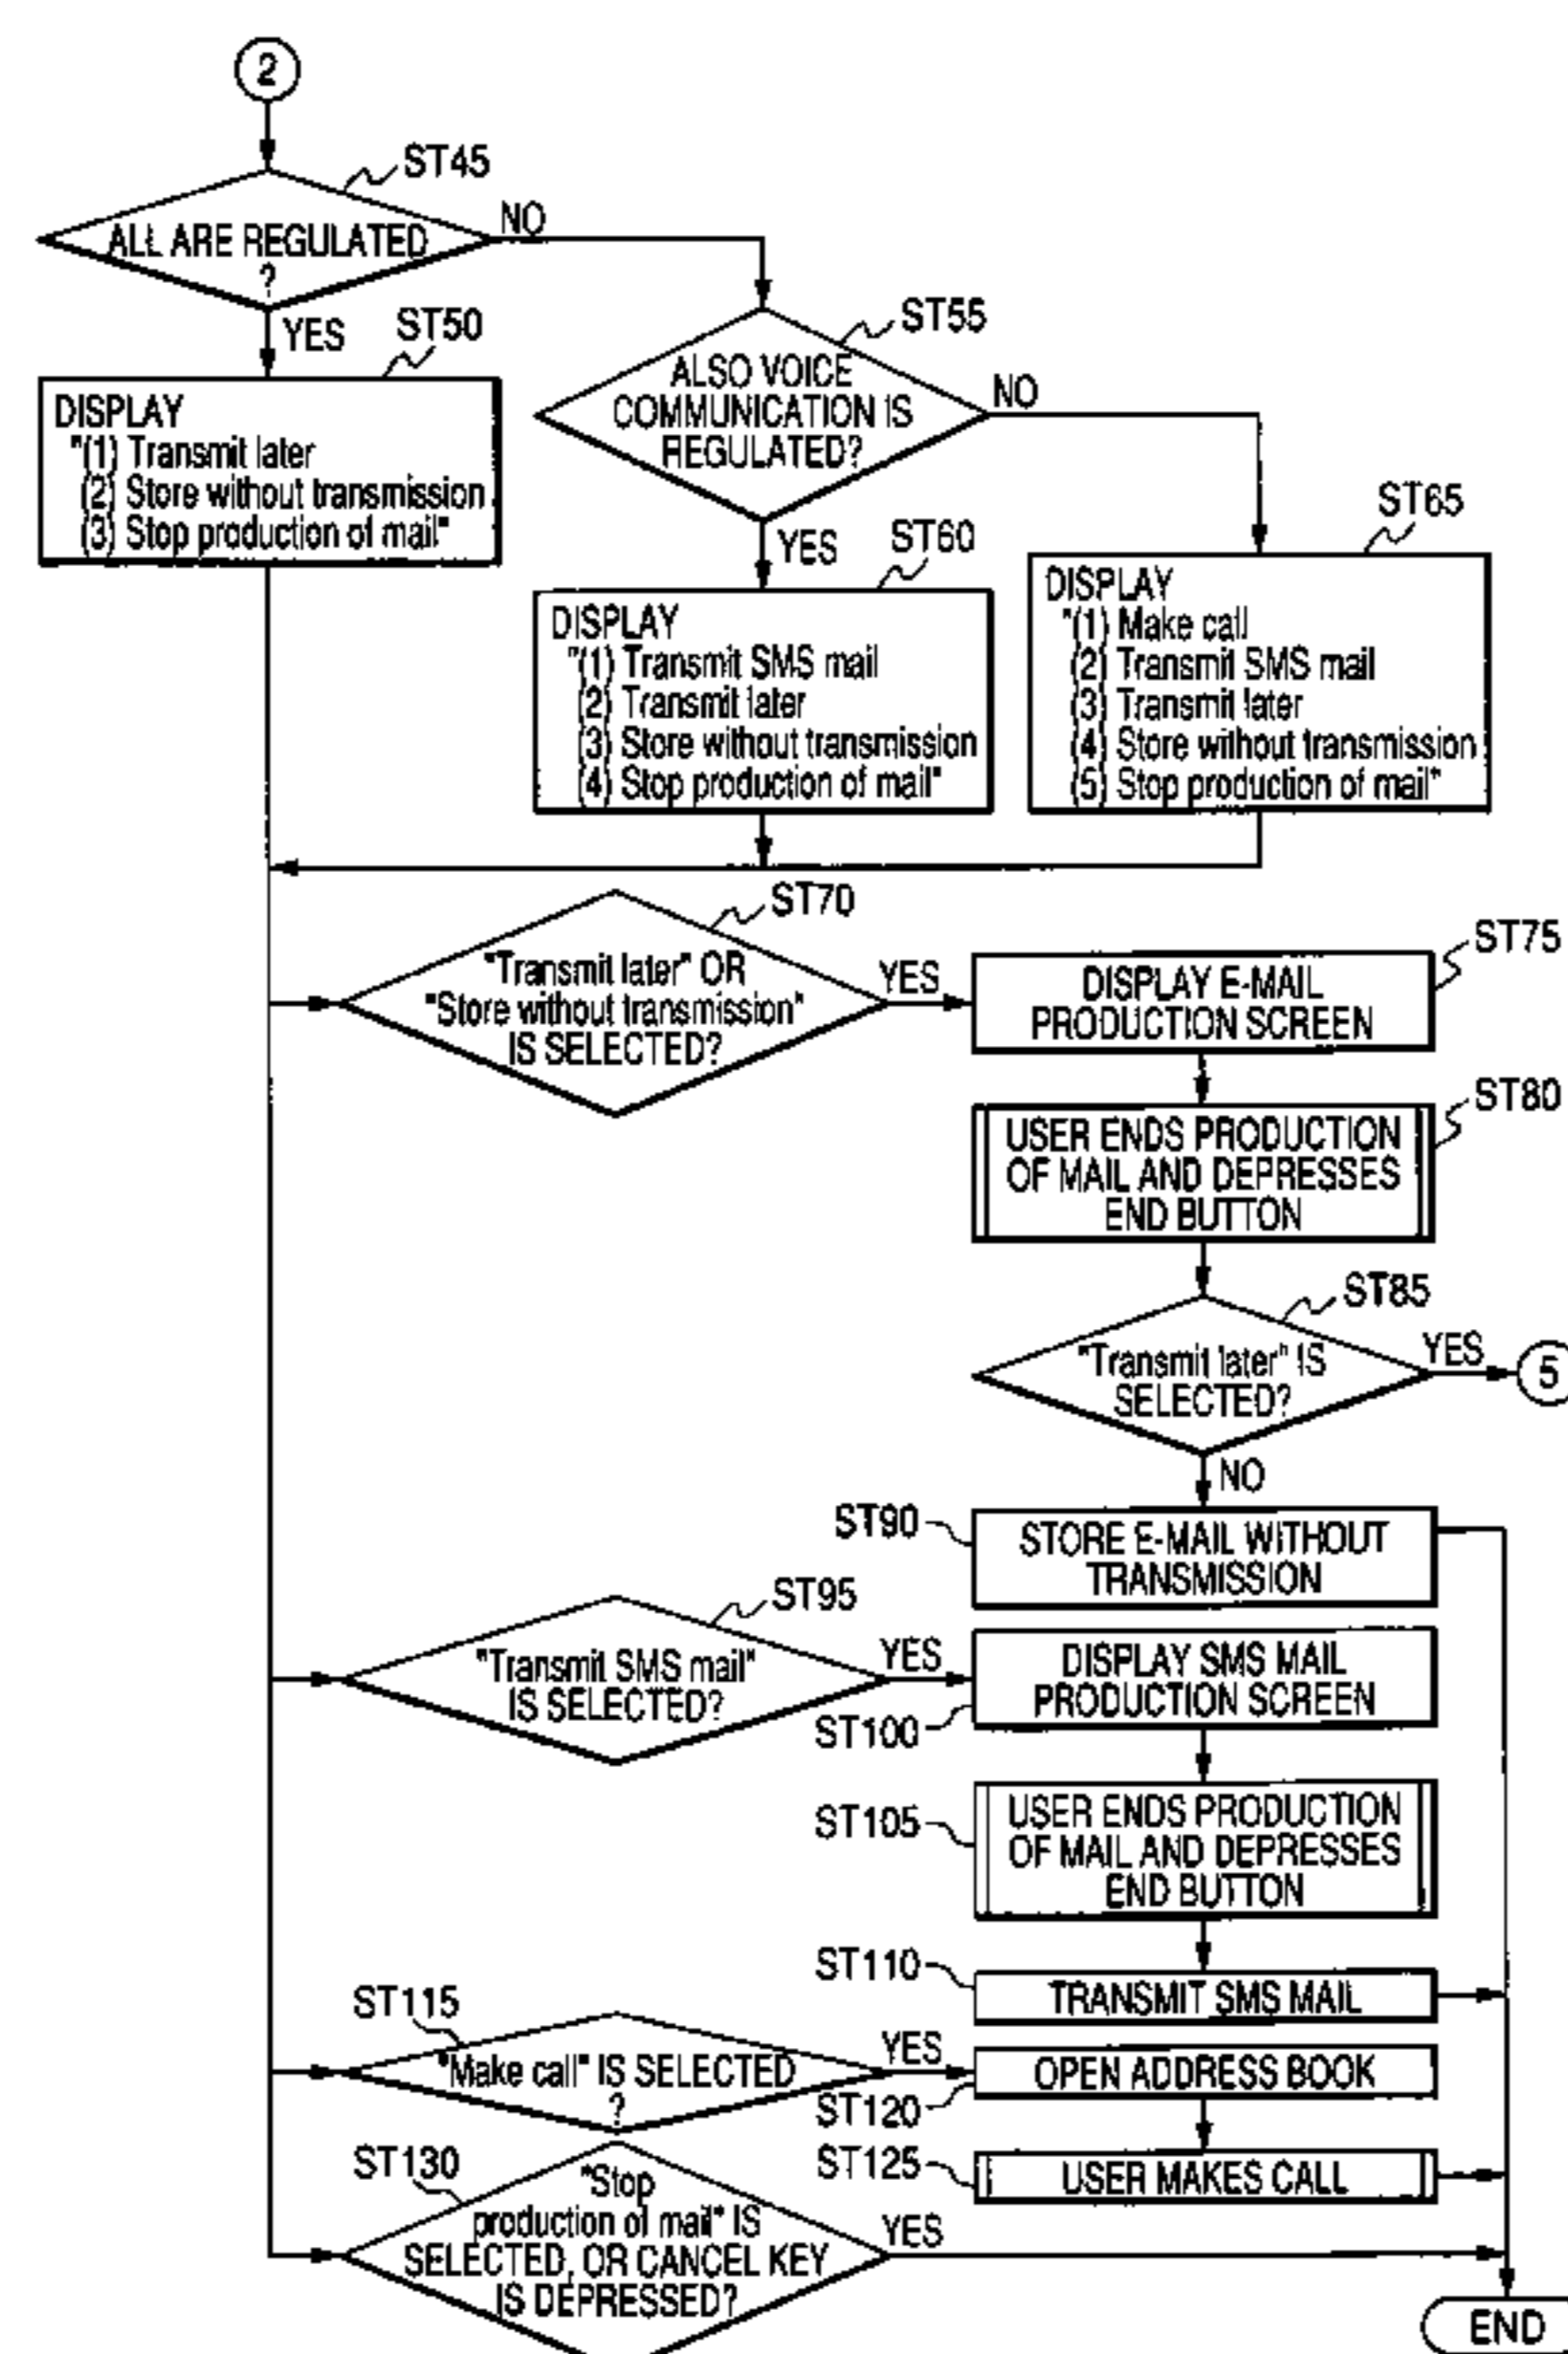 2
ST45
ALL ARE REGULATED
?
NO
YES
ST50
DISPLAY
"(1) Transmit later
(2) Store without transmission
(3) Stop production of mail"
ST55
ALSO VOICE
COMMUNICATION IS
REGULATED?
NO
YES
ST60
DISPLAY
"(1) Transmit SMS mail
(2) Transmit later
(3) Store without transmission
(4) Stop production of mail"
ST65
DISPLAY
"(1) Make call
(2) Transmit SMS mail
(3) Transmit later
(4) Store without transmission
(5) Stop production of mail"
ST70
"Transmit later" OR
"Store without transmission"
IS SELECTED?
YES
ST75
DISPLAY E-MAIL
PRODUCTION SCREEN
ST80
USER ENDS PRODUCTION
OF MAIL AND DEPRESSES
END BUTTON
ST85
"Transmit later" IS
SELECTED?
YES
5
NO
ST90
STORE E-MAIL WITHOUT
TRANSMISSION
ST95
"Transmit SMS mail"
IS SELECTED?
YES
DISPLAY SMS MAIL
PRODUCTION SCREEN
ST100
ST105
USER ENDS PRODUCTION
OF MAIL AND DEPRESSES
END BUTTON
ST110
TRANSMIT SMS MAIL
ST115
"Make call" IS SELECTED
?
YES
OPEN ADDRESS BOOK
ST120
ST125
USER MAKES CALL
ST130
"Stop
production of mail" IS
SELECTED, OR CANCEL KEY
IS DEPRESSED?
YES
END